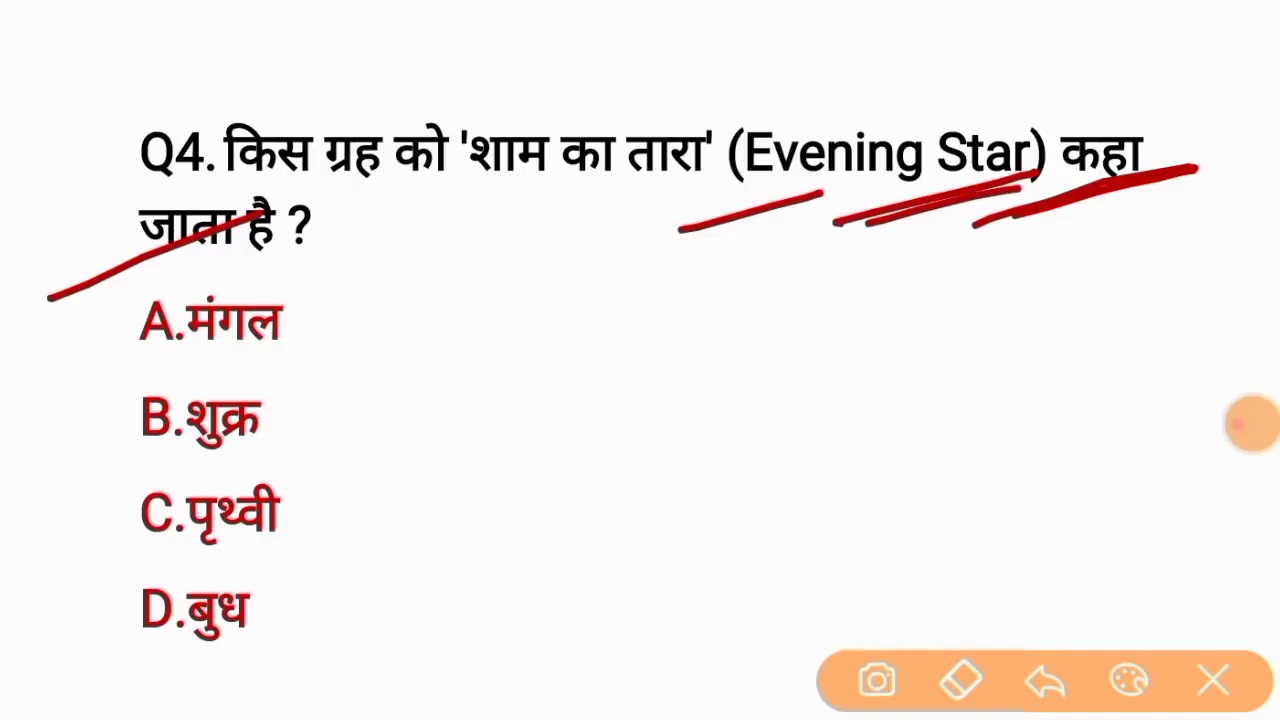 Q4. किस ग्रह को 'शाम का तारा' (Evening Star) कहा
जाता है ?
A.मंगल
B.शुक्र
C.पृथ्वी
D.बुध